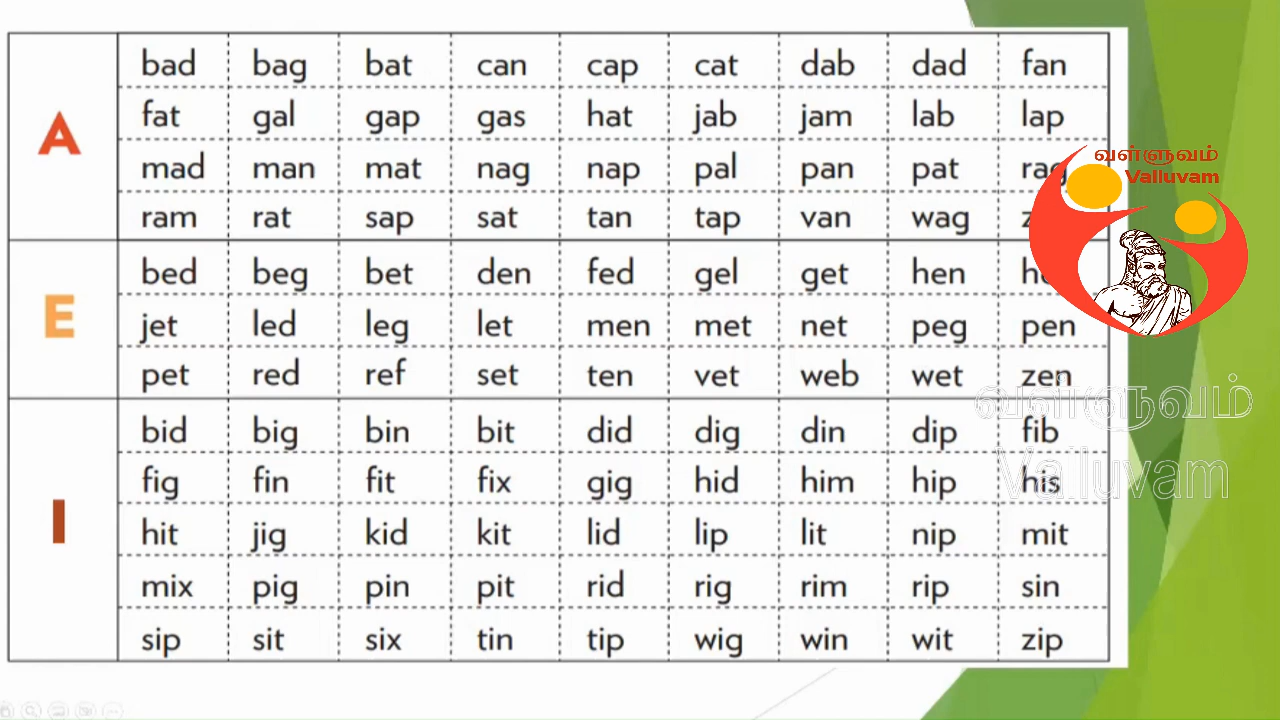 A
bad bag bat can cap cat dab dad fan
fat gal gap gas hat jab jam lab lap
mad man mat nag nap pal pan pat rag
ram rat sap sat tan tap van wag
E
bed beg bet den fed gel get hen
jet led leg let men met net peg pen
pet red ref set ten vet web wet zen
I
bid big bin bit did dig din dip fib
fig fin fit fix gig hid him hip his
hit jig kid kit lid lip lit nip mit
mix pig pin pit rid rig rim rip sin
sip sit six tin tip wig win wit zip
வள்ளுவம்
Valluvam
வள்ளுவம்
Valluvam